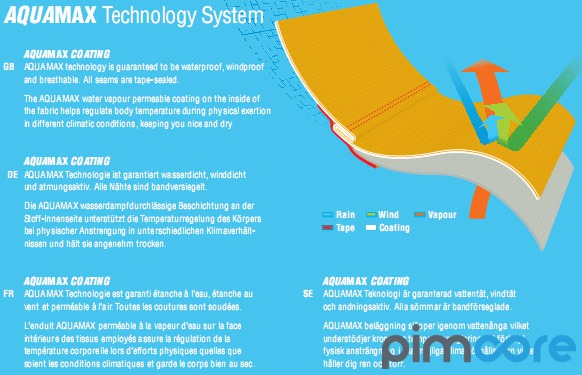 AQUAMAX Technology System
AQUAMAX COATING
GB AQUAMAX technology is guaranteed to be waterproof, windproof
and breathable. All seams are tape-sealed.
The AQUAMAX water vapour permeable coating on the inside of
the fabric helps regulate body temperature during physical exertion
in different climatic conditions, keeping you nice and dry
AQUAMAX COATING
DE AQUAMAX Technologie ist garantiert wasserdicht, winddicht
und atmungsaktiv. Alle Nähte sind bandversiegelt.
Die AQUAMAX wasserdampfdurchlässige Beschichtung an der
Stoff-Innenseite unterstützt die Temperaturregelung des Körpers
bei physischer Anstrengung in unterschiedlichen Klimaverhält-
nissen und hält sie angenehm trocken.
Rain Wind Vapour
Tape Coating
AQUAMAX COATING
FR AQUAMAX Technologie est garanti étanche à l'eau, étanche au
vent et perméable à l'air. Toutes les coutures sont soudées.
L'enduit AQUAMAX perméable à la vapeur d'eau sur la face
intérieure des tissus employés assure la régulation de la
température corporelle lors d'efforts physiques quelles que
soient les conditions climatiques et garde le corps bien au sec.
AQUAMAX COATING
SE AQUAMAX Teknologi är garanterad vattentät, vindtät
och andningsaktiv. Alla sömmar är bandförseglade.
AQUAMAX beläggning släpper igenom vattenånga vilket
understödjer
fysisk ansträngning
håller dig ren och torr.
pimcore